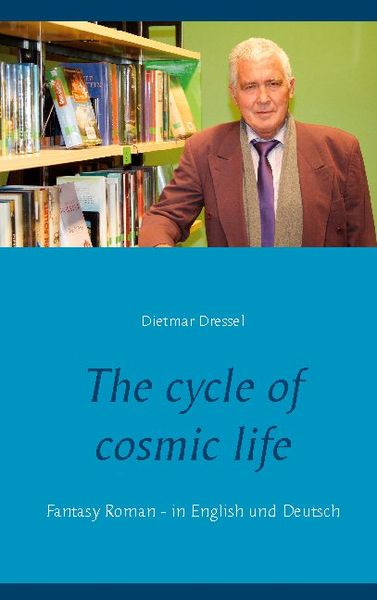 Dietmar Dressel
The cycle of
cosmic life
Fantasy Roman - in English und Deutsch